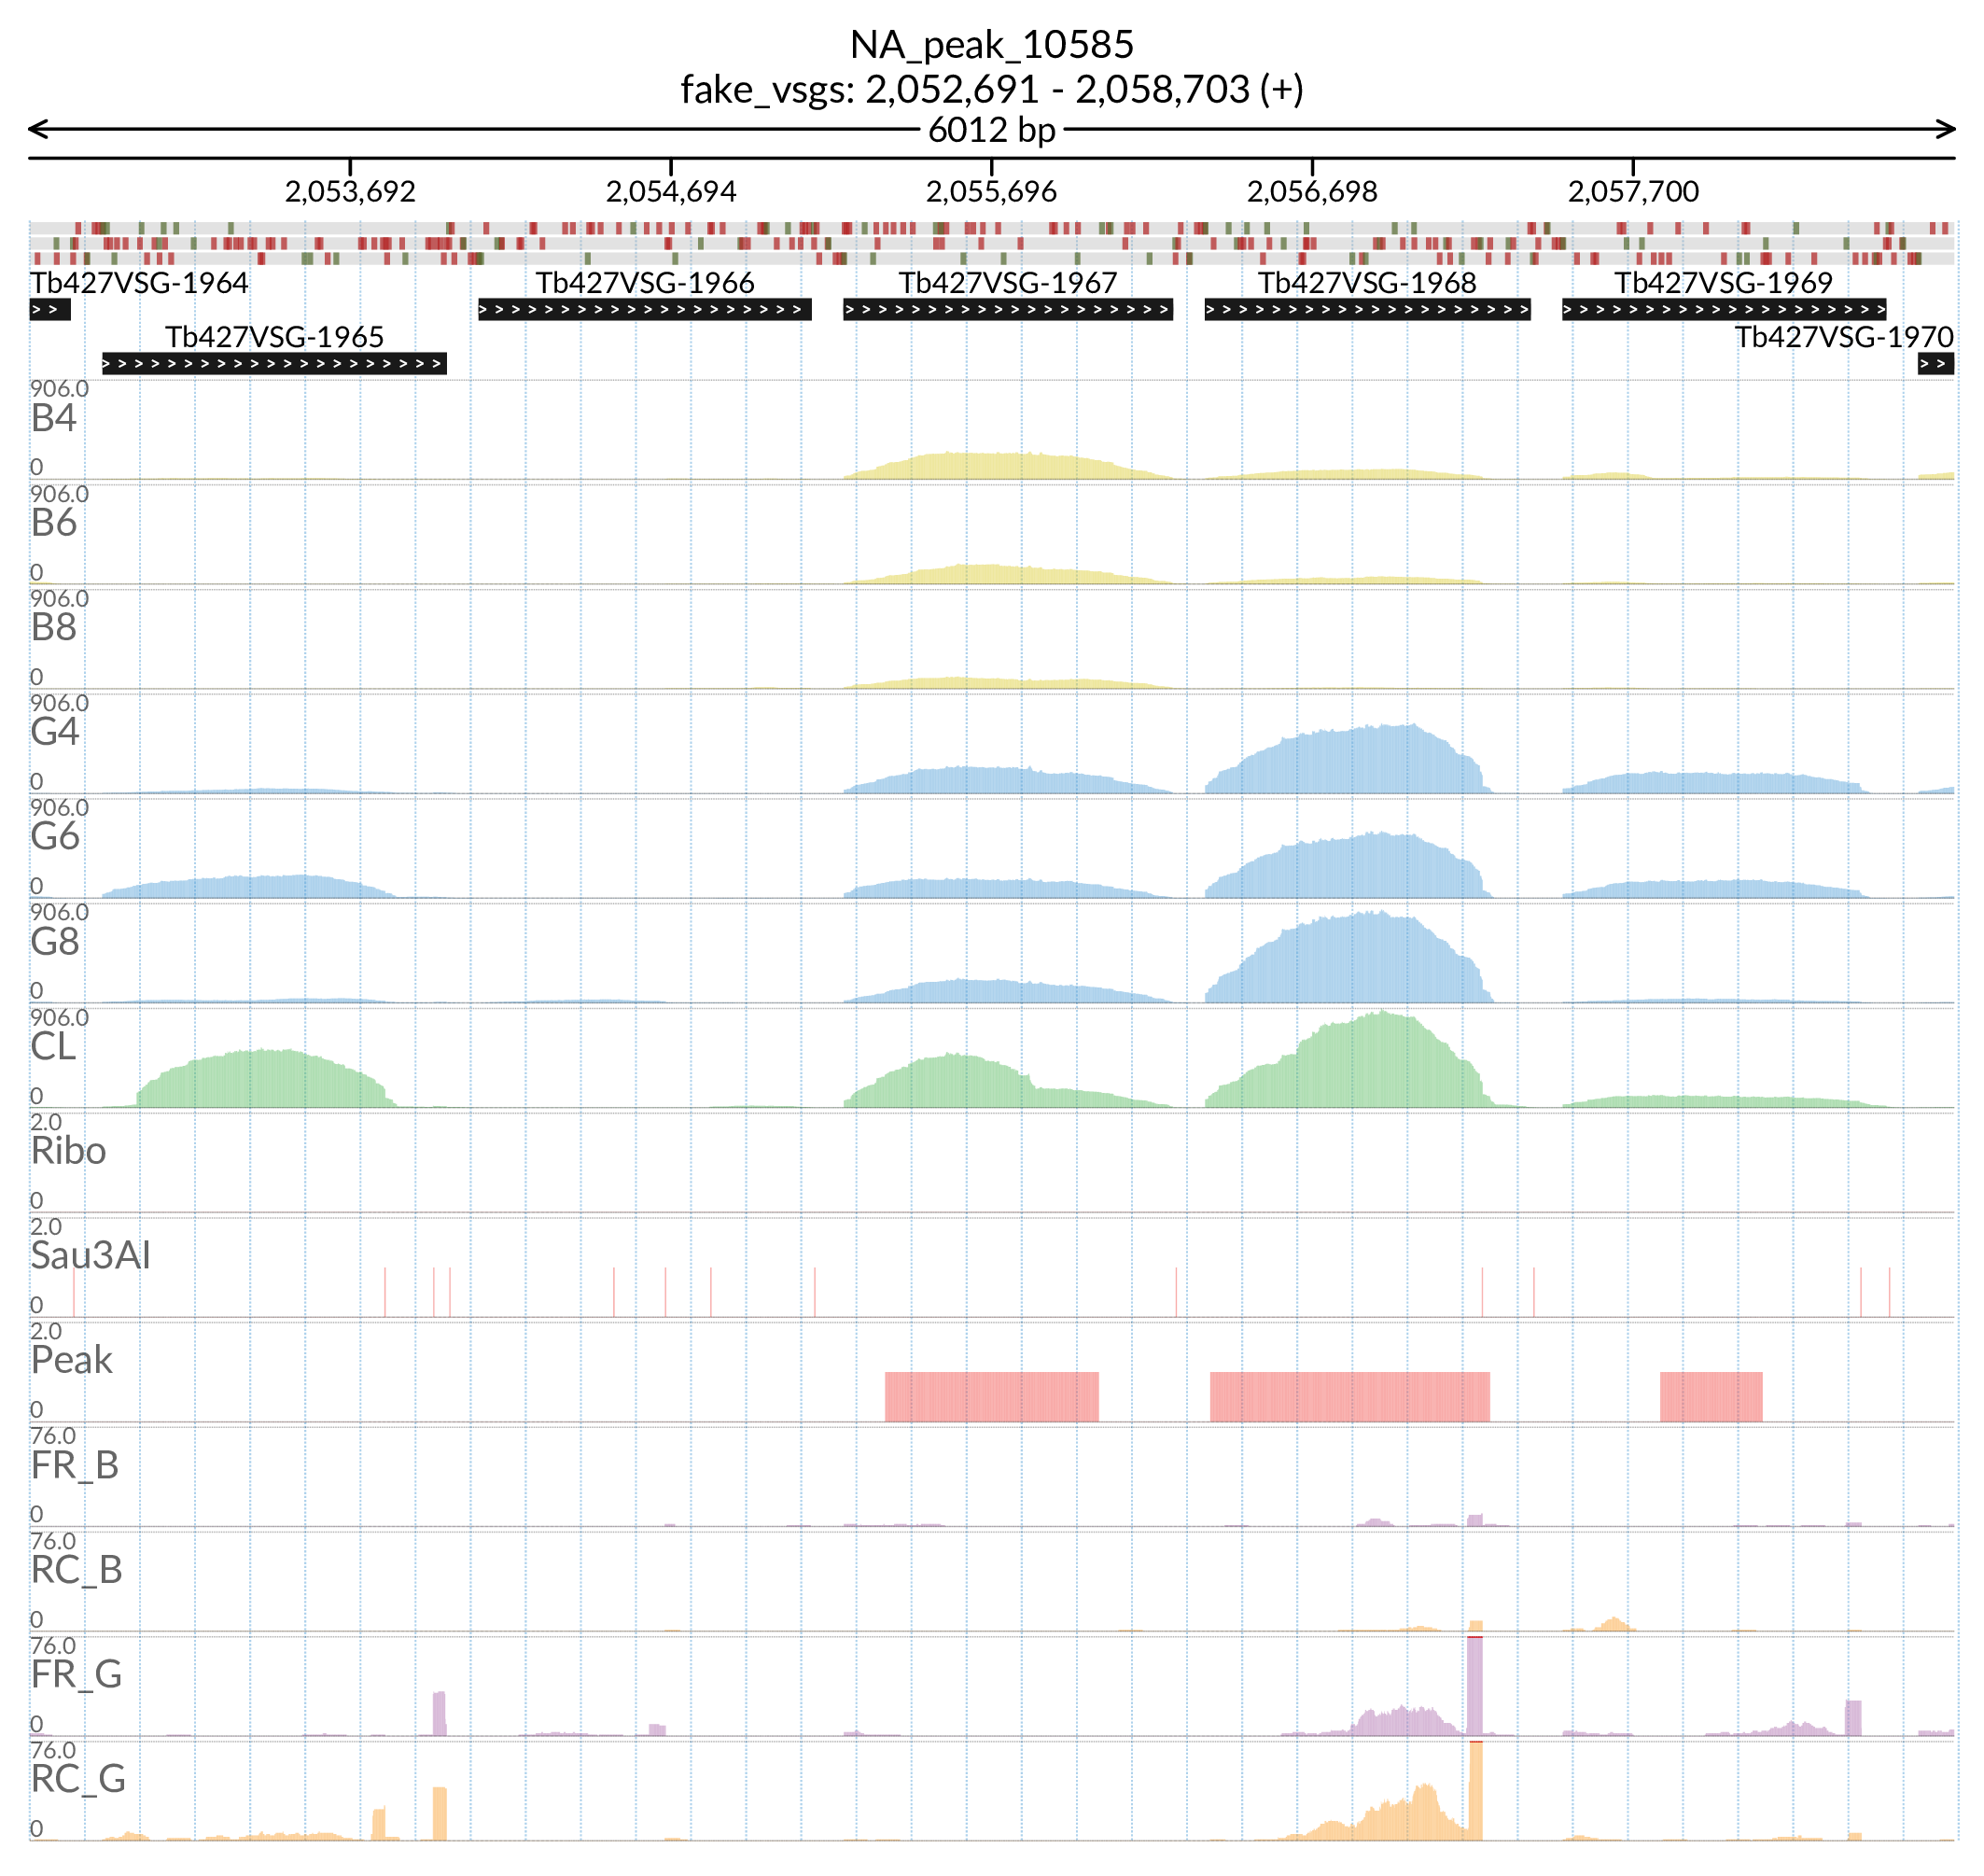 NA_peak_10585
fake_vsgs: 2,052,691 - 2,058,703 (+)
6012 bp
2,053,692 2,054,694 2,055,696 2,056,698 2,057,700
Tb427VSG-1964 Tb427VSG-1966 Tb427VSG-1967 Tb427VSG-1968 Tb427VSG-1969
Tb427VSG-1965 Tb427VSG-1970
906.0
B4
0
906.0
B6
0
906.0
B8
0
906.0
G4
0
906.0
G6
0
906.0
G8
0
906.0
CL
0
2.0
Ribo
0
2.0
Sau3AI
0
2.0
Peak
0
76.0
FR_B
0
76.0
RC_B
0
76.0
FR_G
0
76.0
RC_G
0